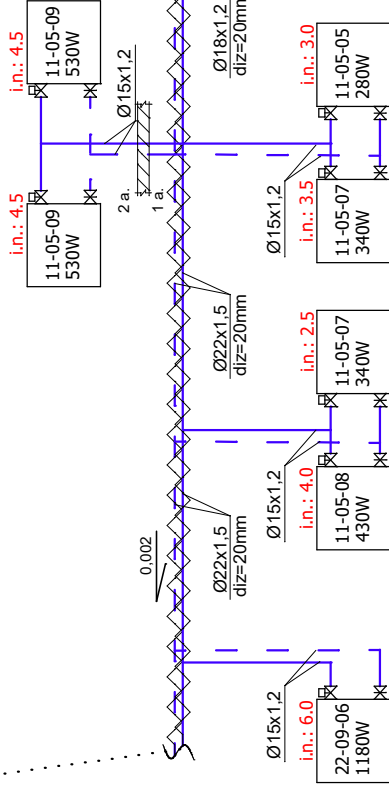 i.n.: 4.5
11-05-09
530W
i.n.: 4.5
11-05-09
530W
Ø15x1,2
2 a.
1 a.
Ø18x1,2
diz=20mm
Ø15x1,2
i.n.: 3.5
11-05-07
340W
i.n.: 3.0
11-05-05
280W
Ø22x1,5
diz=20mm
Ø15x1,2
i.n.: 4.0
11-05-08
430W
i.n.: 2.5
11-05-07
340W
0,002
Ø22x1,5
diz=20mm
Ø15x1,2
i.n.: 6.0
22-09-06
1180W